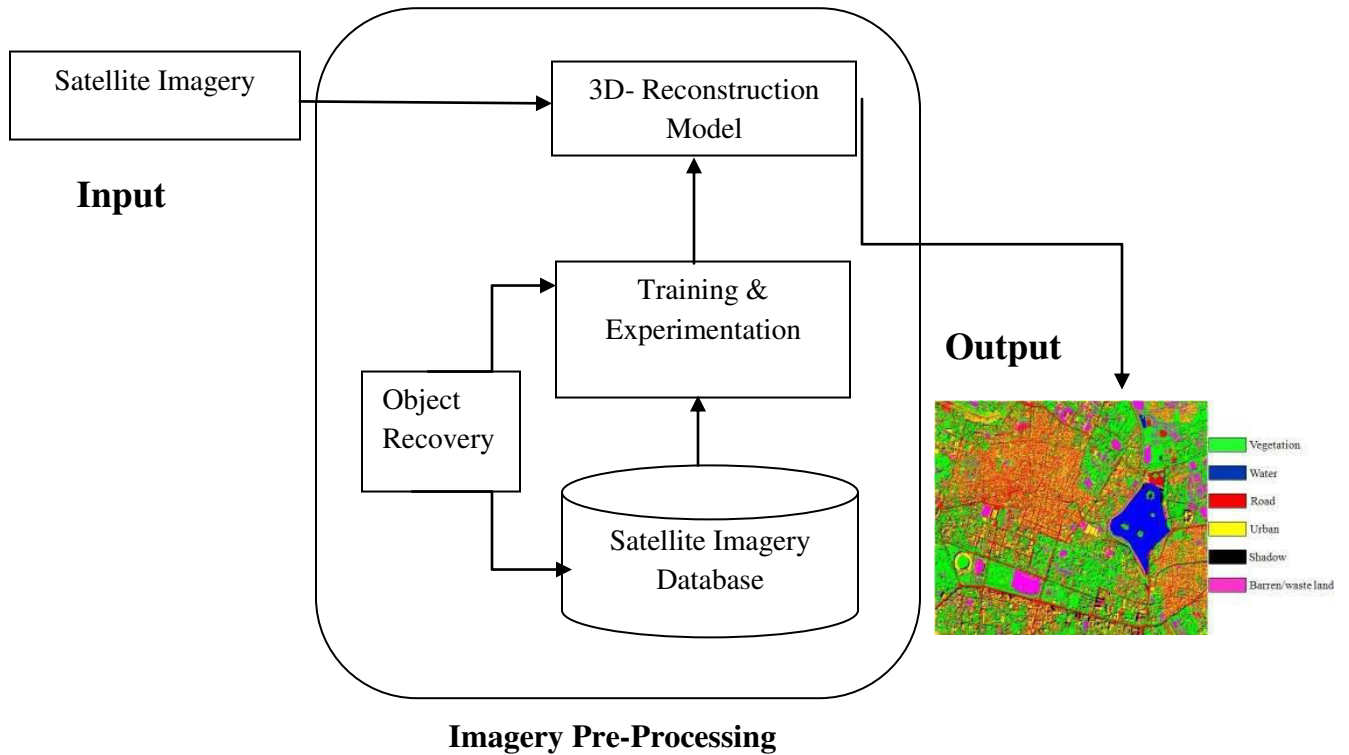 Satellite Imagery
Input
3D- Reconstruction
Model
Training &
Experimentation
Object
Recovery
Satellite Imagery
Database
Output
Vegetation
Water
Road
Urban
Shadow
Barren/waste land
Imagery Pre-Processing